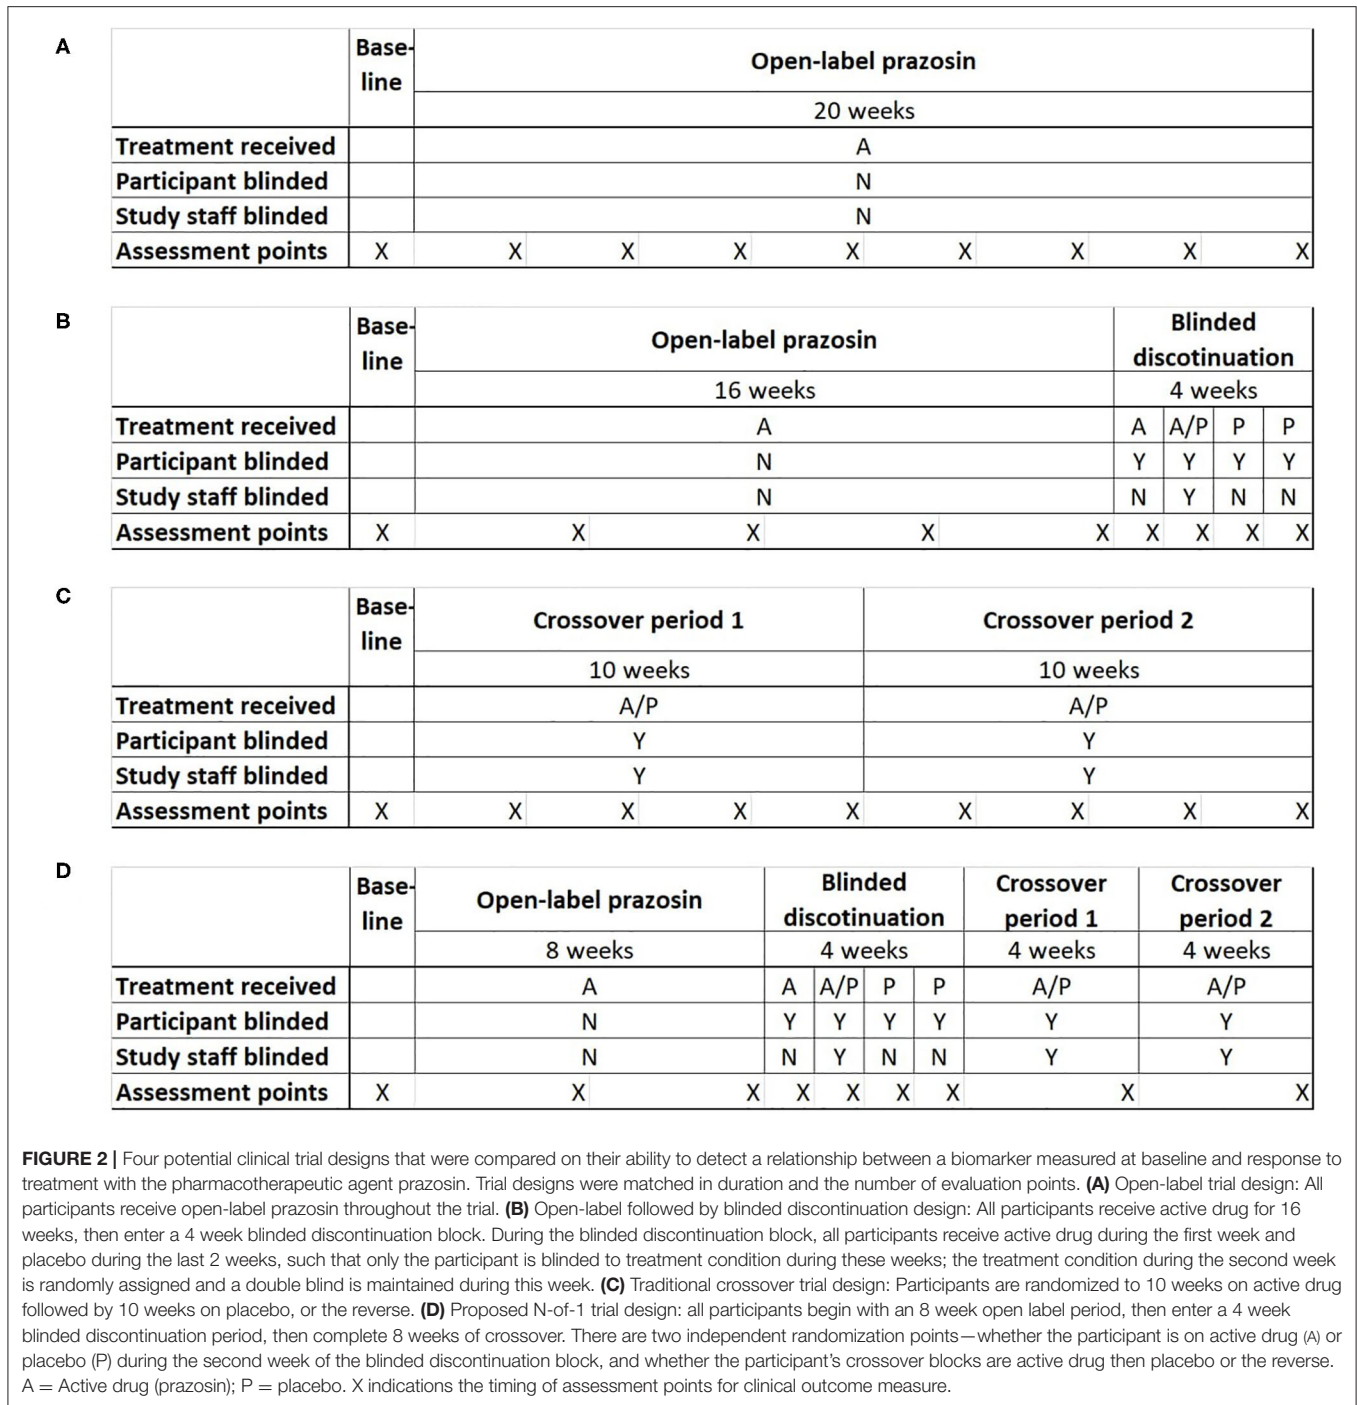 A
Base-
line
Open-label prazosin
20 weeks
Treatment received A
Participant blinded N
Study staff blinded N
Assessment points X X X X X X X X X
B
Base-
line
Open-label prazosin
Blinded
discotinuation
16 weeks 4 weeks
Treatment received A A A/P P P
Participant blinded N Y Y Y Y
Study staff blinded N N Y N N
Assessment points X X X X X X X X X
C
Base-
line
Crossover period 1 Crossover period 2
10 weeks 10 weeks
Treatment received A/P A/P
Participant blinded Y Y
Study staff blinded Y Y
Assessment points X X X X X X X X X
D
Base-
line
Open-label prazosin
Blinded
discotinuation
Crossover
period 1
Crossover
period 2
8 weeks 4 weeks 4 weeks 4 weeks
Treatment received A A A/P P P A/P A/P
Participant blinded N Y Y Y Y Y Y
Study staff blinded N N Y N N Y Y
Assessment points X X X X X X X X X
FIGURE 2 | Four potential clinical trial designs that were compared on their ability to detect a relationship between a biomarker measured at baseline and response to
treatment with the pharmacotherapeutic agent prazosin. Trial designs were matched in duration and the number of evaluation points. (A) Open-label trial design: All
participants receive open-label prazosin throughout the trial. (B) Open-label followed by blinded discontinuation design: All participants receive active drug for 16
weeks, then enter a 4 week blinded discontinuation block. During the blinded discontinuation block, all participants receive active drug during the first week and
placebo during the last 2 weeks, such that only the participant is blinded to treatment condition during these weeks; the treatment condition during the second week
is randomly assigned and a double blind is maintained during this week. (C) Traditional crossover trial design: Participants are randomized to 10 weeks on active drug
followed by 10 weeks on placebo, or the reverse. (D) Proposed N-of-1 trial design: all participants begin with an 8 week open label period, then enter a 4 week
blinded discontinuation period, then complete 8 weeks of crossover. There are two independent randomization points—whether the participant is on active drug (A) or
placebo (P) during the second week of the blinded discontinuation block, and whether the participant's crossover blocks are active drug then placebo or the reverse.
A = Active drug (prazosin); P = placebo. X indications the timing of assessment points for clinical outcome measure.